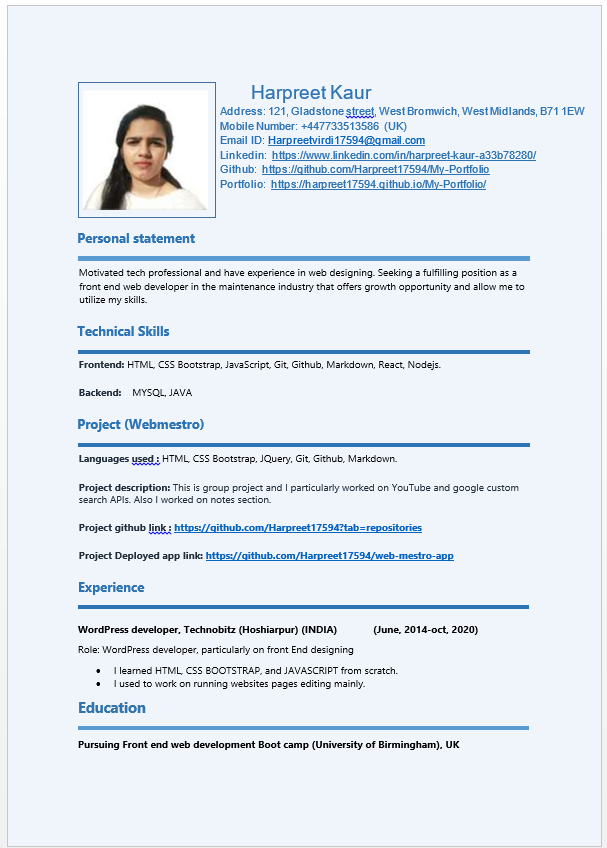 Harpreet Kaur
Address: 121, Gladstone street, West Bromwich, West Midlands, B71 1EW
Mobile Number: +447733513586 (UK)
Email ID: Harpreetvirdi17594@gmail.com
Linkedin: https://www.linkedin.com/in/harpreet-kaur-a33b78280/
Github: https://github.com/Harpreet17594/My-Portfolio
Portfolio: https://harpreet17594.github.io/My-Portfolio/
Personal statement
Motivated tech professional and have experience in web designing. Seeking a fulfilling position as a
front end web developer in the maintenance industry that offers growth opportunity and allow me to
utilize my skills.
Technical Skills
Frontend: HTML, CSS Bootstrap, JavaScript, Git, Github, Markdown, React, Nodejs.
Backend: MYSQL, JAVA
Project (Webmestro)
Languages used : HTML, CSS Bootstrap, JQuery, Git, Github, Markdown.
Project description: This is group project and I particularly worked on YouTube and google custom
search APIs. Also I worked on notes section.
Project github link : https://github.com/Harpreet17594?tab=repositories
Project Deployed app link: https://github.com/Harpreet17594/web-mestro-app
Experience
WordPress developer, Technobitz (Hoshiarpur) (INDIA) (June, 2014-oct, 2020)
Role: WordPress developer, particularly on front End designing
• I learned HTML, CSS BOOTSTRAP, and JAVASCRIPT from scratch.
• I used to work on running websites pages editing mainly.
Education
Pursuing Front end web development Boot camp (University of Birmingham), UK